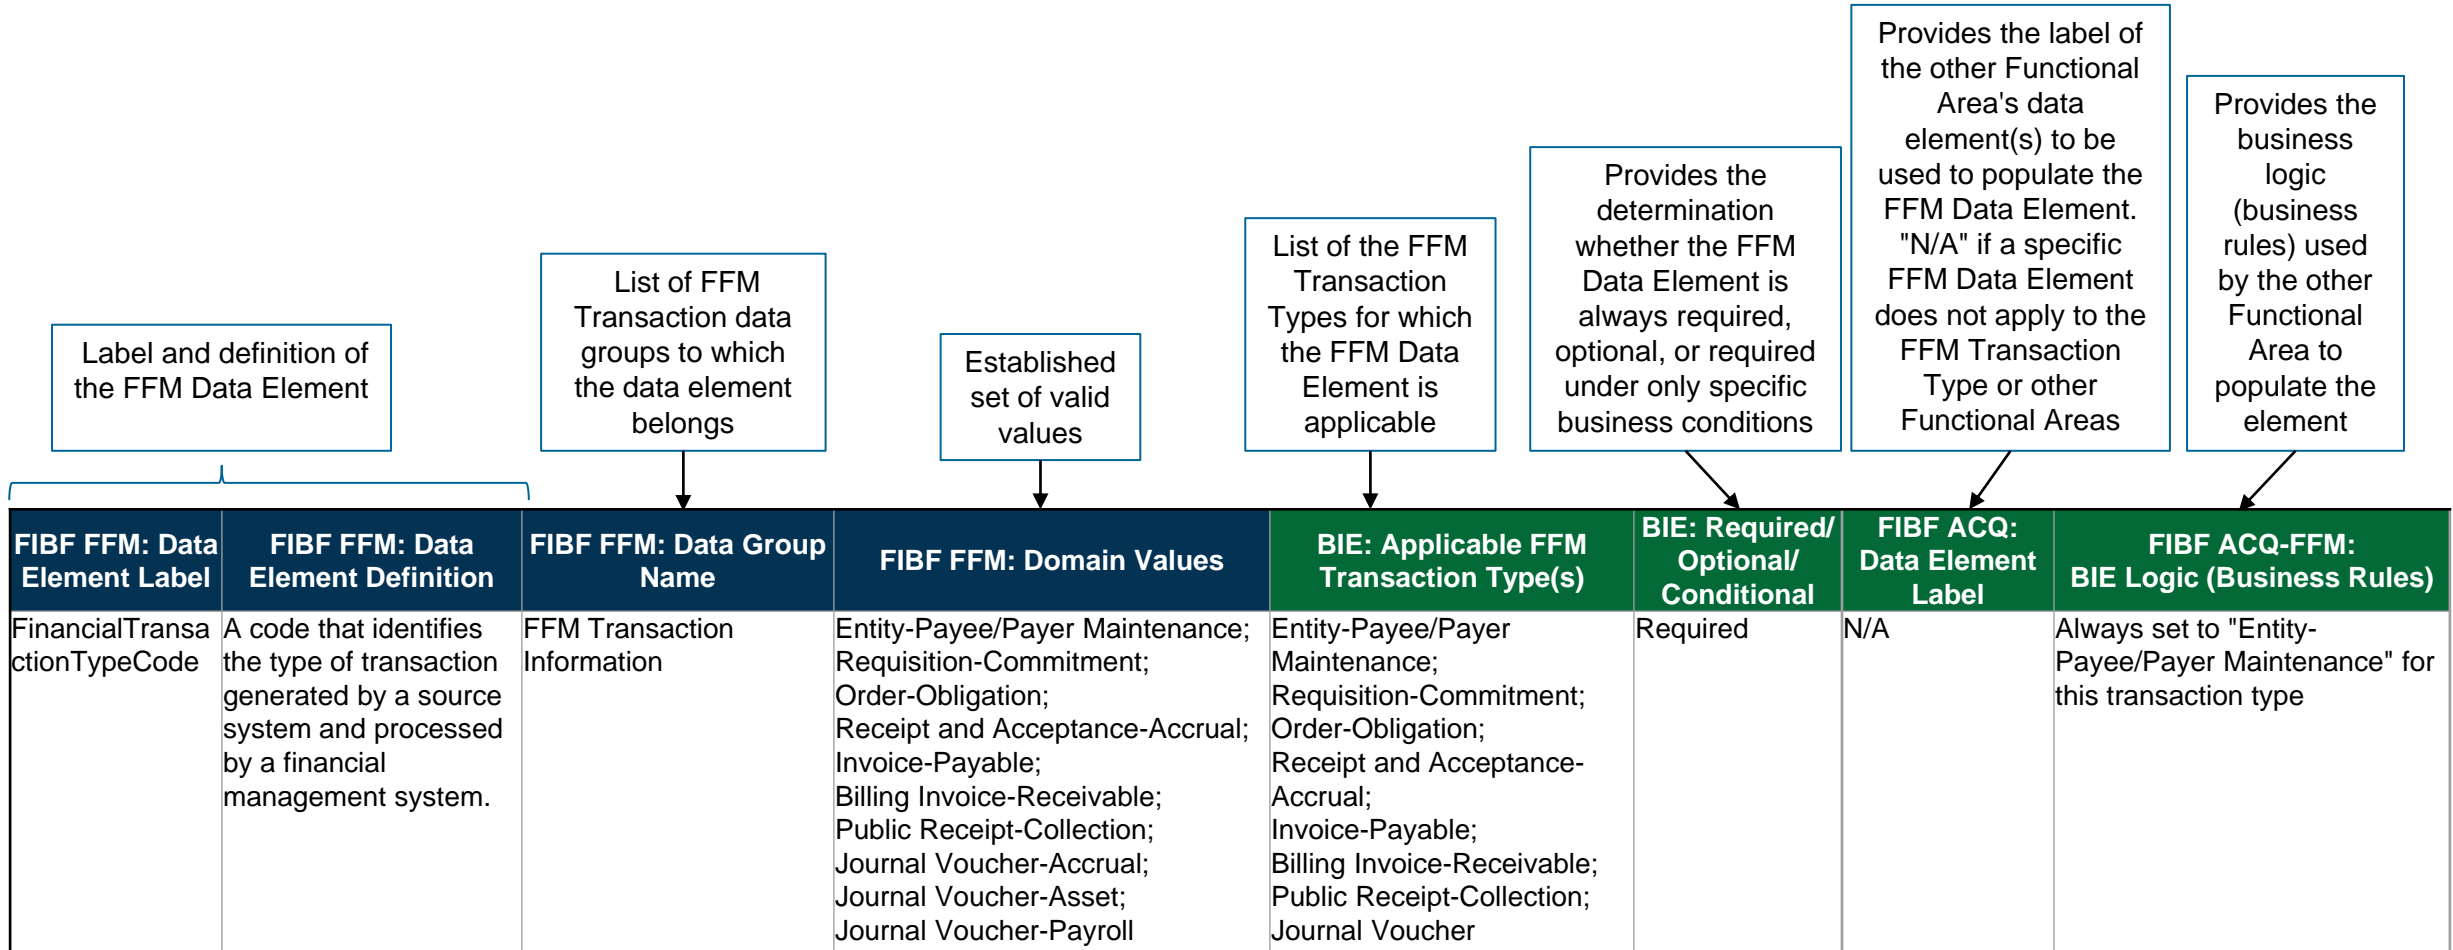 Label and definition of
the FFM Data Element
List of FFM
Transaction data
groups to which
the data element
belongs
Established
set of valid
values
List of the FFM
Transaction
Types for which
the FFM Data
Element is
applicable
Provides the
determination
whether the FFM
Data Element is
always required,
optional, or required
under only specific
business conditions
Provides the label of
the other Functional
Area's data
element(s) to be
used to populate the
FFM Data Element.
"N/A" if a specific
FFM Data Element
does not apply to the
FFM Transaction
Type or other
Functional Areas
Provides the
business
logic
(business
rules) used
by the other
Functional
Area to
populate the
element
FIBF FFM: Data
Element Label
FIBF FFM: Data
Element Definition
FIBF FFM: Data Group
Name
FIBF FFM: Domain Values
BIE: Applicable FFM
Transaction Type(s)
BIE: Required/
Optional/
Conditional
FIBF ACQ:
Data Element
Label
FIBF ACQ-FFM:
BIE Logic (Business Rules)
FinancialTransa
ctionTypeCode
A code that identifies
the type of transaction
generated by a source
system and processed
by a financial
management system.
FFM Transaction
Information
Entity-Payee/Payer Maintenance;
Requisition-Commitment;
Order-Obligation;
Receipt and Acceptance-Accrual;
Invoice-Payable;
Billing Invoice-Receivable;
Public Receipt-Collection;
Journal Voucher-Accrual;
Journal Voucher-Asset;
Journal Voucher-Payroll
Entity-Payee/Payer
Maintenance;
Requisition-Commitment;
Order-Obligation;
Receipt and Acceptance-
Accrual;
Invoice-Payable;
Billing Invoice-Receivable;
Public Receipt-Collection;
Journal Voucher
Required
N/A
Always set to "Entity-
Payee/Payer Maintenance" for
this transaction type